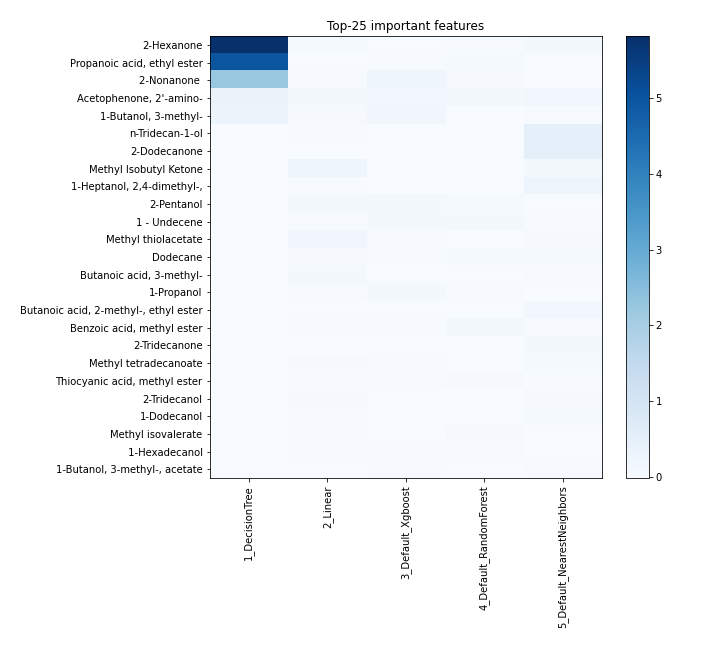 Top-25 important features
2-Hexanone
Propanoic acid, ethyl ester
2-Nonanone
Acetophenone, 2'-amino-
1-Butanol, 3-methyl-
n-Tridecan-1-ol
2-Dodecanone
Methyl Isobutyl Ketone
1-Heptanol, 2,4-dimethyl-,
2-Pentanol
1 - Undecene
Methyl thiolacetate
Dodecane
Butanoic acid, 3-methyl-
1-Propanol
Butanoic acid, 2-methyl-, ethyl ester
Benzoic acid, methyl ester
2-Tridecanone
Methyl tetradecanoate
Thiocyanic acid, methyl ester
2-Tridecanol
1-Dodecanol
Methyl isovalerate
1-Hexadecanol
1-Butanol, 3-methyl-, acetate
1_DecisionTree
2_Linear
3_Default_Xgboost
4_Default_RandomForest
5_Default_NearestNeighbors
5
4
3
2
1
0